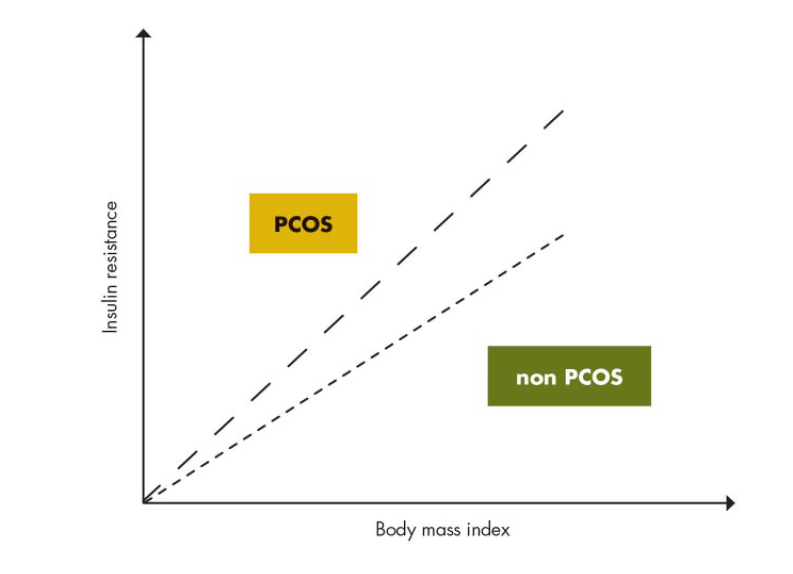 PCOS
Insulin resistance
non PCOS
Body mass index